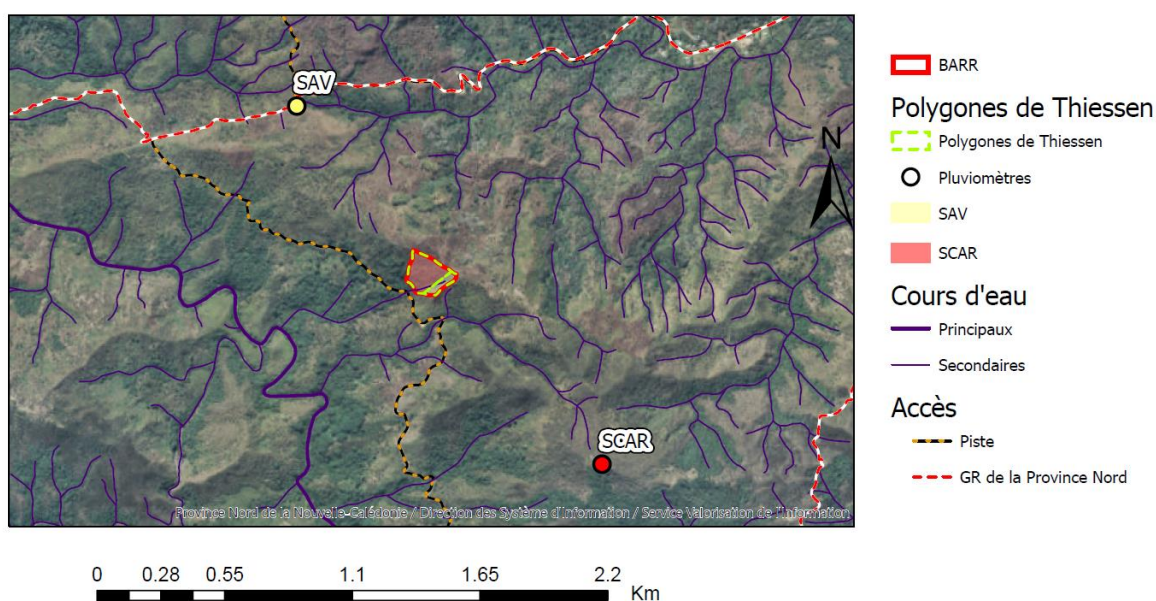 SAV
SCAR
N
Province Nord de la Nouvelle-Calédonie / Direction des Système d'Information / Service Valorisation de l'Information
BARR
Polygones de Thiessen
Polygones de Thiessen
Pluviomètres
SAV
SCAR
Cours d'eau
Principaux
Secondaires
Accès
Piste
GR de la Province Nord
0 0.28 0.55 1.1 1.65 2.2
Km